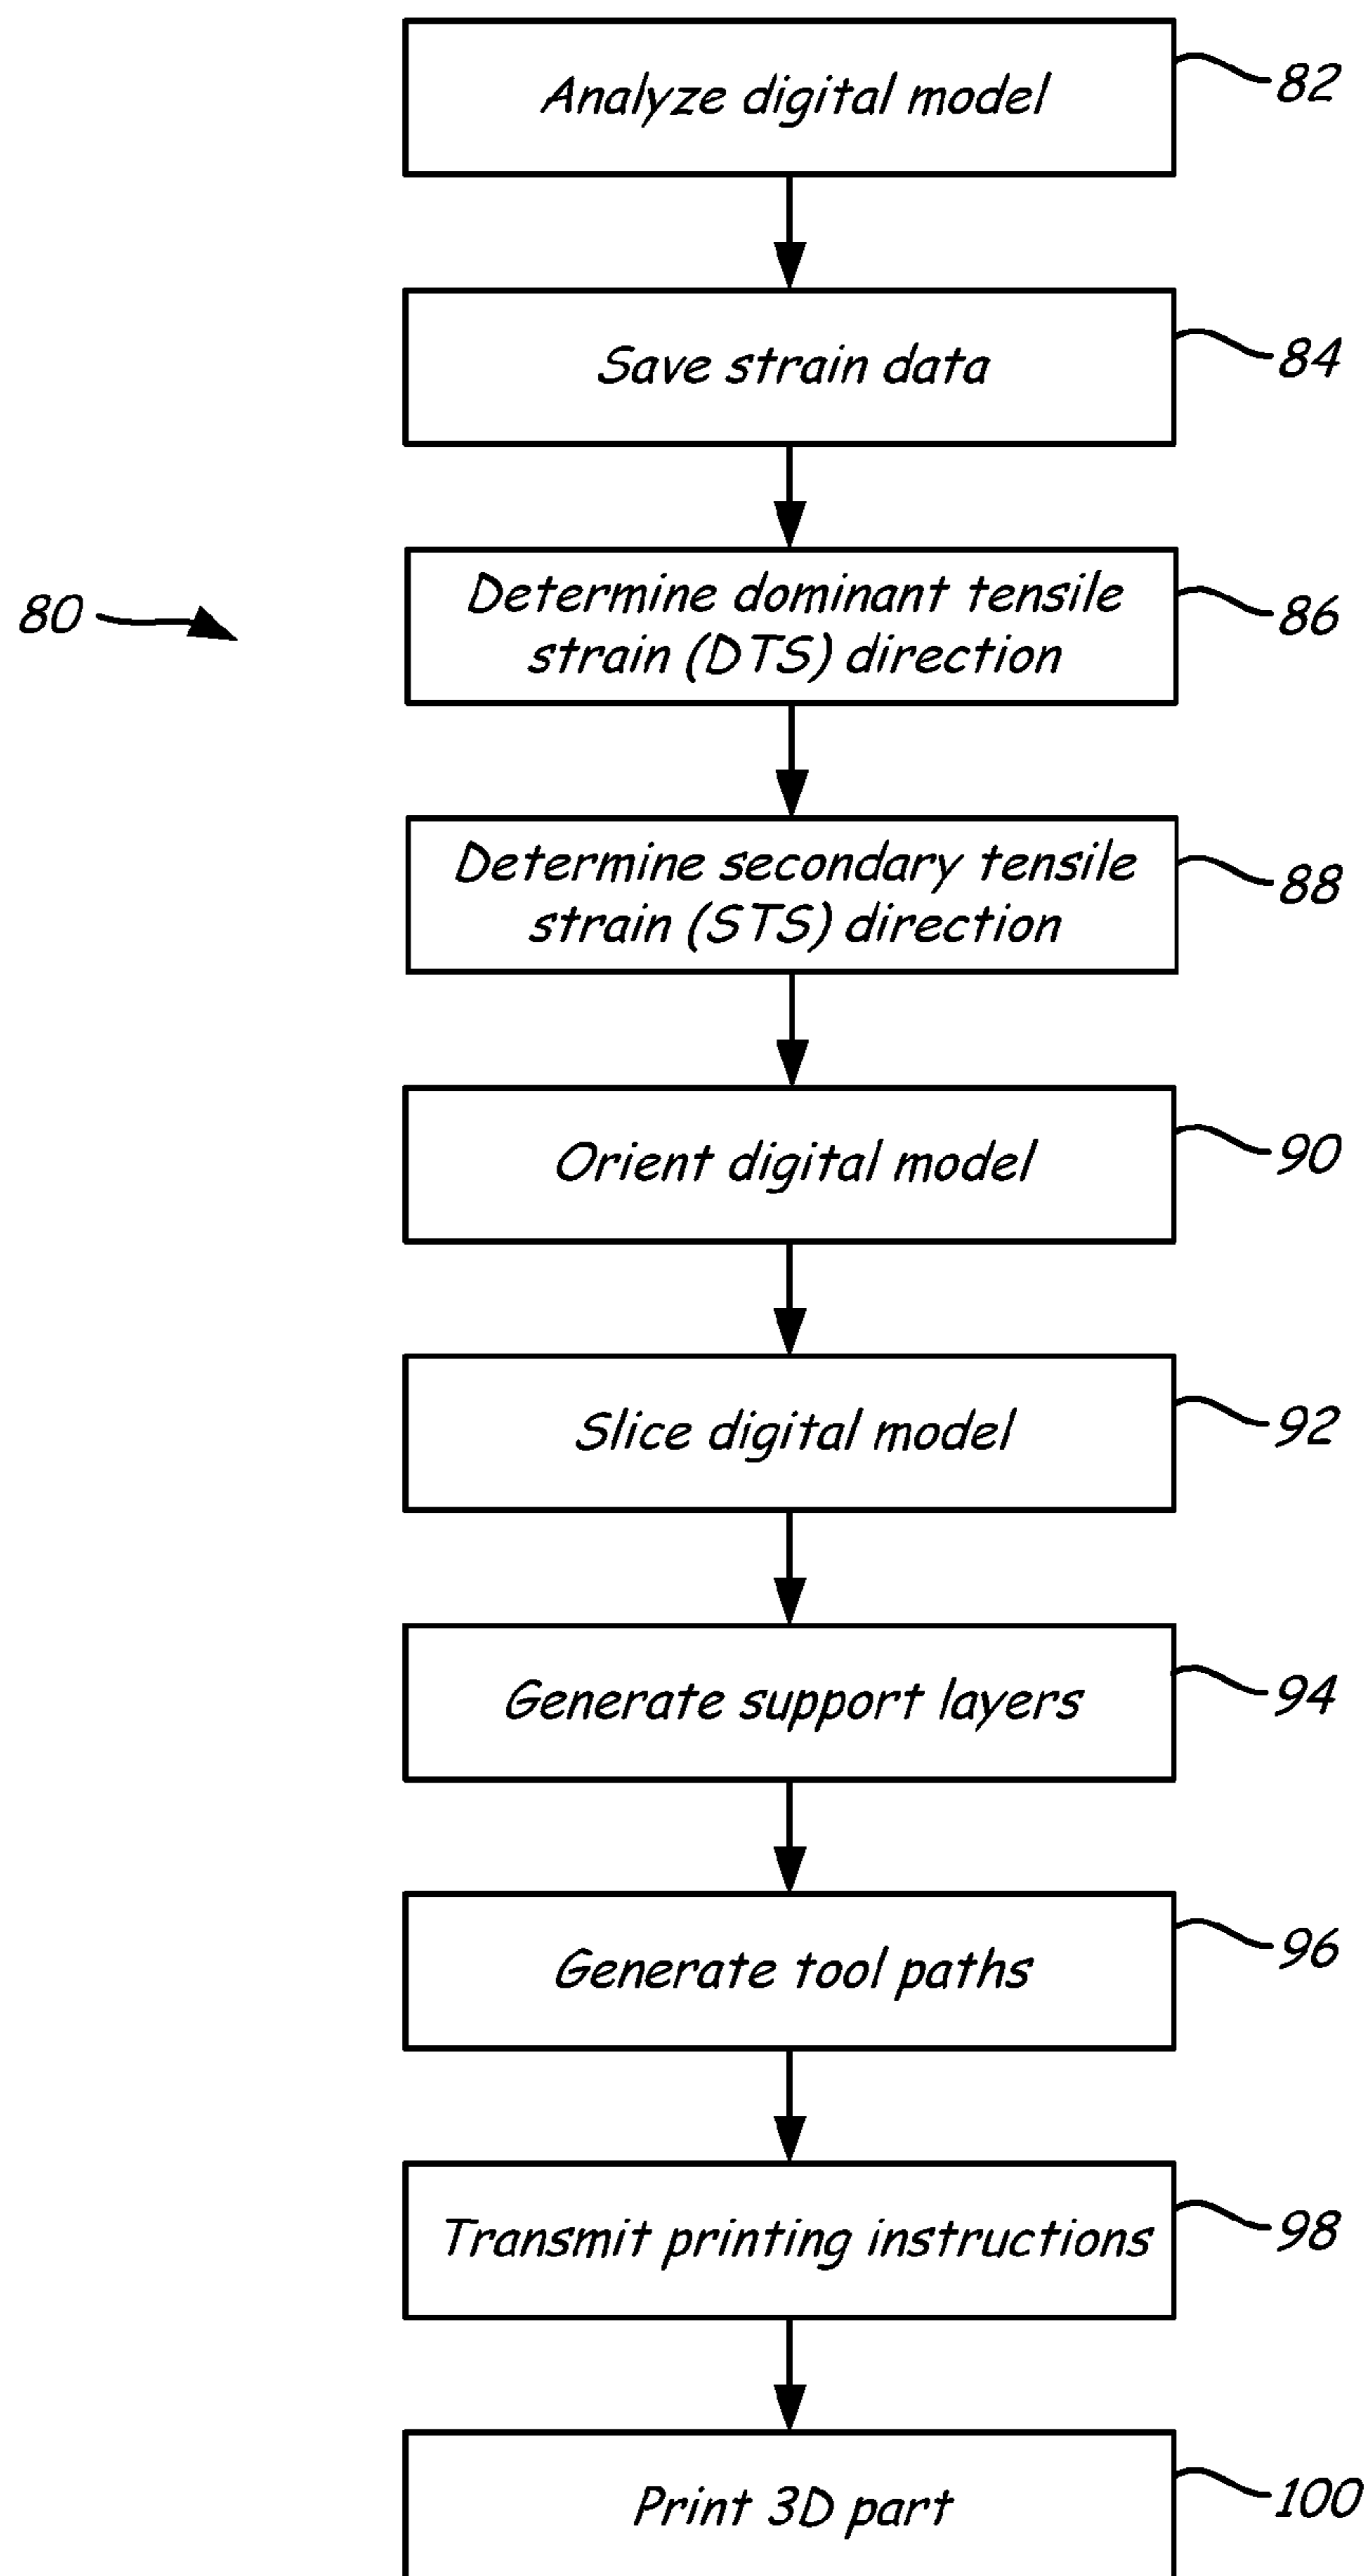 Analyze digital model
82
Save strain data
84
80
Determine dominant tensile
strain (DTS) direction
86
Determine secondary tensile
strain (STS) direction
88
Orient digital model
90
Slice digital model
92
Generate support layers
94
Generate tool paths
96
Transmit printing instructions
98
Print 3D part
100